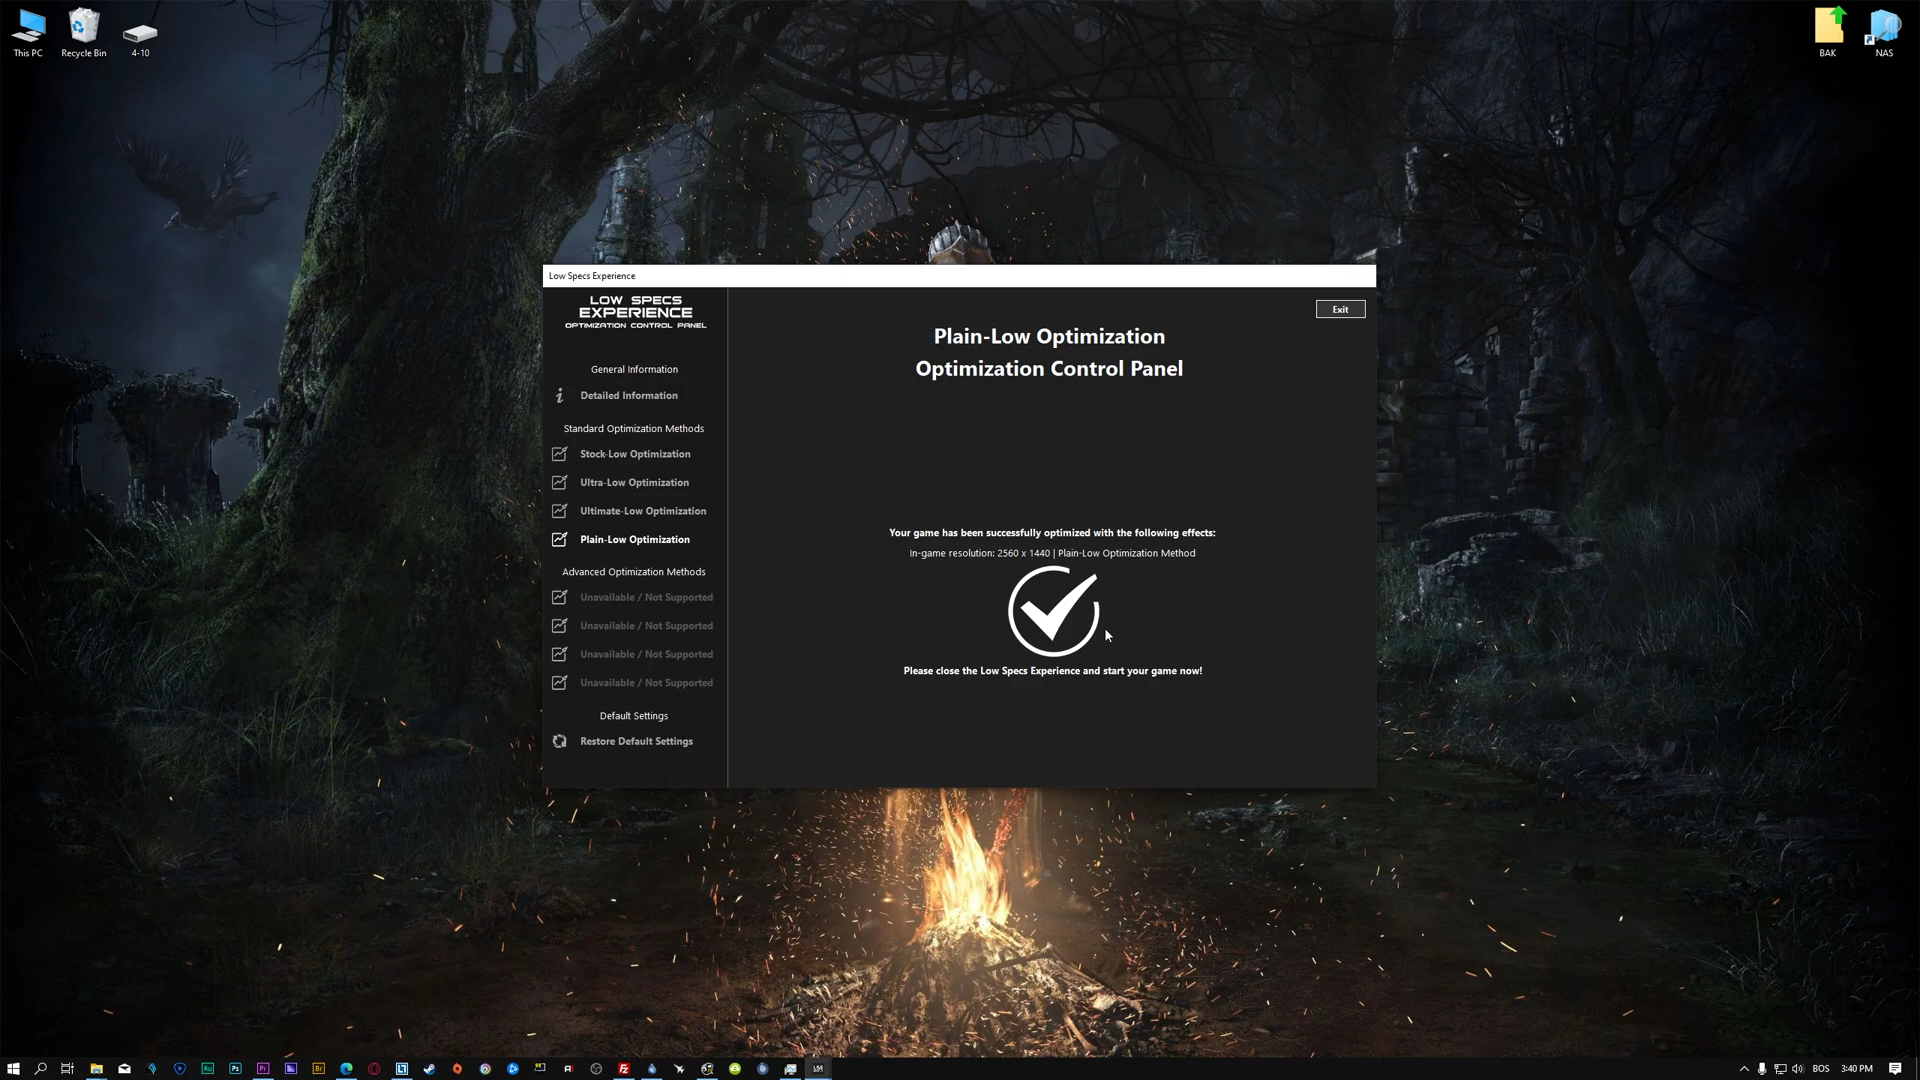 This PC
Recycle Bin
4-10
BAK
NAS
Low Specs Experience
LOW SPECS
EXPERIENCE
OPTIMIZATION CONTROL PANEL
General Information
Detailed Information
Standard Optimization Methods
Stock-Low Optimization
Ultra-Low Optimization
Ultimate-Low Optimization
Plain-Low Optimization
Advanced Optimization Methods
Unavailable / Not Supported
Unavailable / Not Supported
Unavailable / Not Supported
Unavailable / Not Supported
Default Settings
Restore Default Settings
Exit
Plain-Low Optimization
Optimization Control Panel
Your game has been successfully optimized with the following effects:
In-game resolution: 2560 x 1440 | Plain-Low Optimization Method
Please close the Low Specs Experience and start your game now!
Au
Ps
Pr
Br
Fz
BOS
3:40 PM